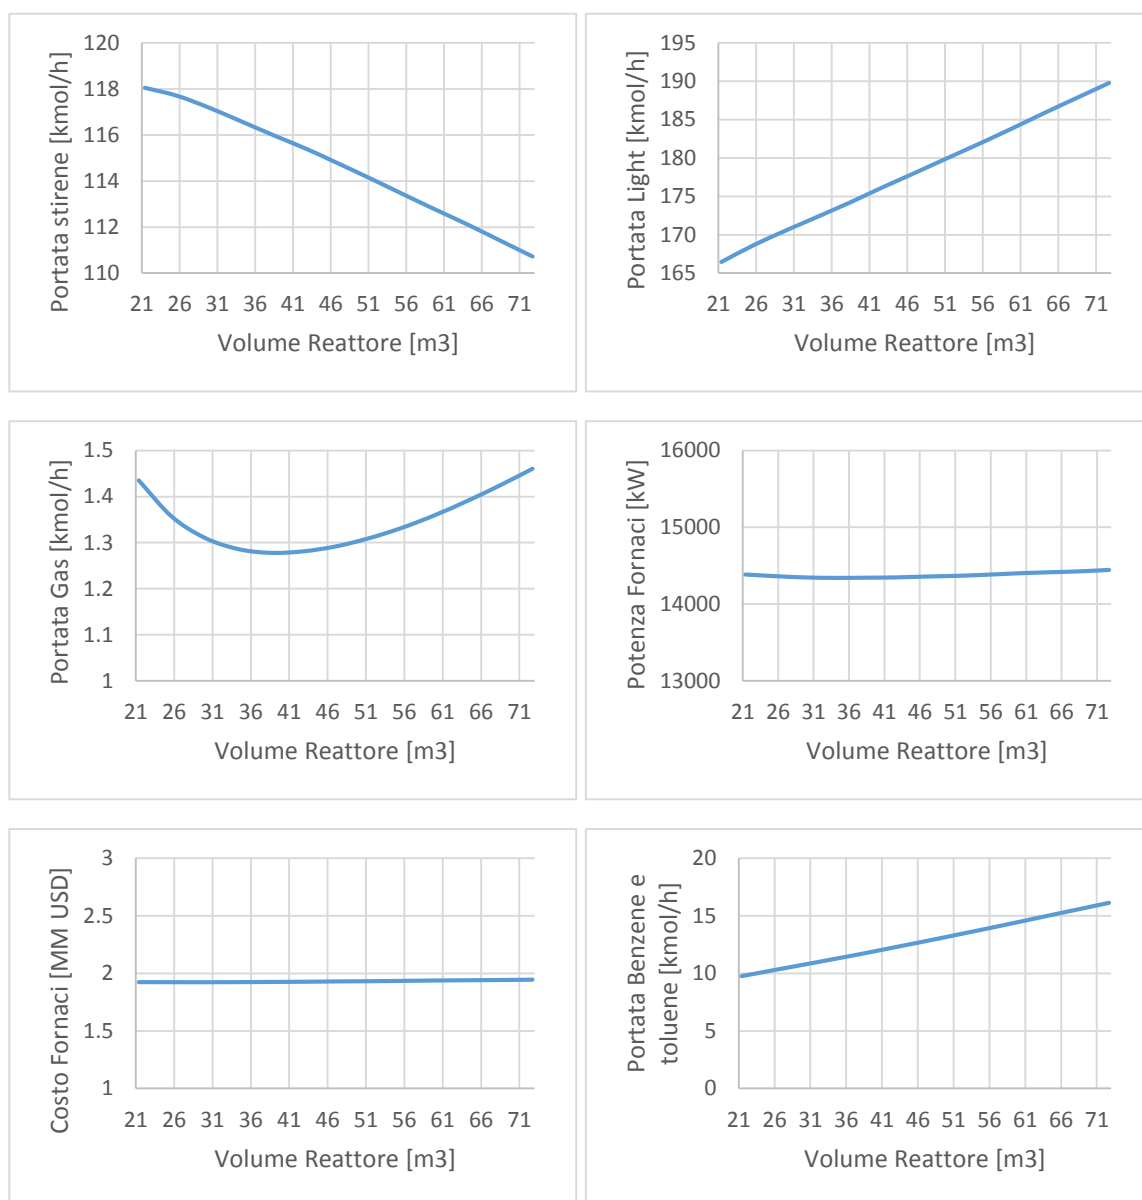 Portata stirene [kmol/h]
120
118
116
114
112
110
21 26 31 36 41 46 51 56 61 66 71
Volume Reattore [m3]
Portata Light [kmol/h]
195
190
185
180
175
170
165
21 26 31 36 41 46 51 56 61 66 71
Volume Reattore [m3]
Portata Gas [kmol/h]
1.5
1.4
1.3
1.2
1.1
1
21 26 31 36 41 46 51 56 61 66 71
Volume Reattore [m3]
Potenza Fornaci [kW]
16000
15000
14000
13000
21 26 31 36 41 46 51 56 61 66 71
Volume Reattore [m3]
Costo Fornaci [MM USD]
3
2.5
2
1.5
1
21 26 31 36 41 46 51 56 61 66 71
Volume Reattore [m3]
Portata Benzene e
toluene [kmol/h]
20
15
10
5
0
21 26 31 36 41 46 51 56 61 66 71
Volume Reattore [m3]